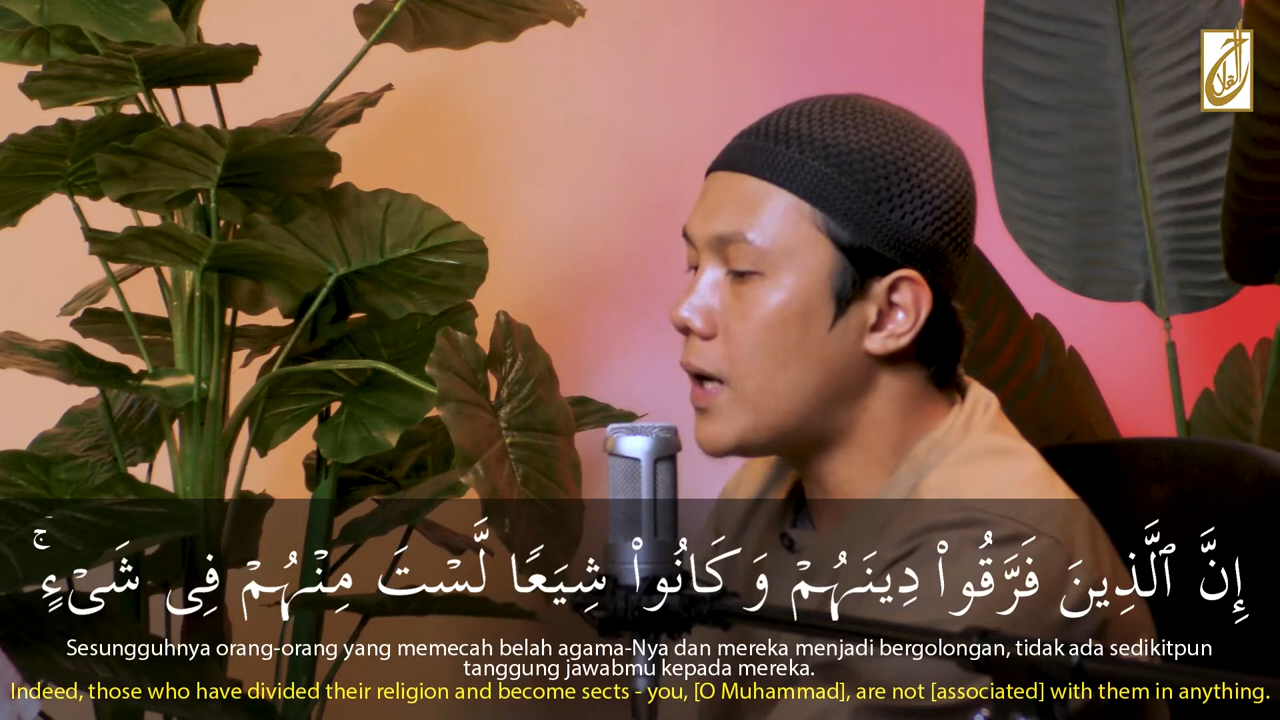 القلاح
إِنَّ ٱلَّذِينَ فَرَّقُوا۟ دِينَهُمْ وَكَانُوا۟ شِيَعًا لَّسْتَ مِنْهُمْ فِى شَىْءٍ ۚ
Sesungguhnya orang-orang yang memecah belah agama-Nya dan mereka menjadi bergolongan, tidak ada sedikitpun
tanggung jawabmu kepada mereka.
Indeed, those who have divided their religion and become sects - you, [O Muhammad], are not [associated] with them in anything.